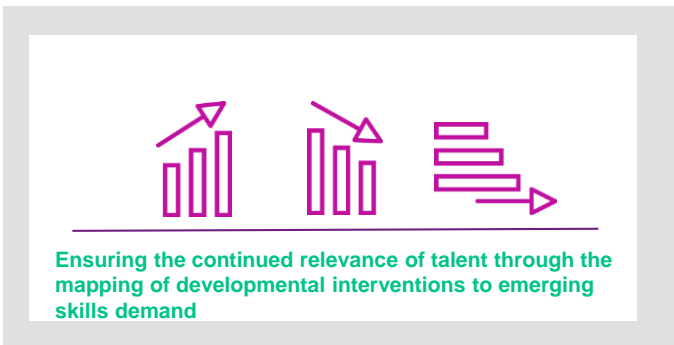 Ensuring the continued relevance of talent through the
mapping of developmental interventions to emerging
skills demand